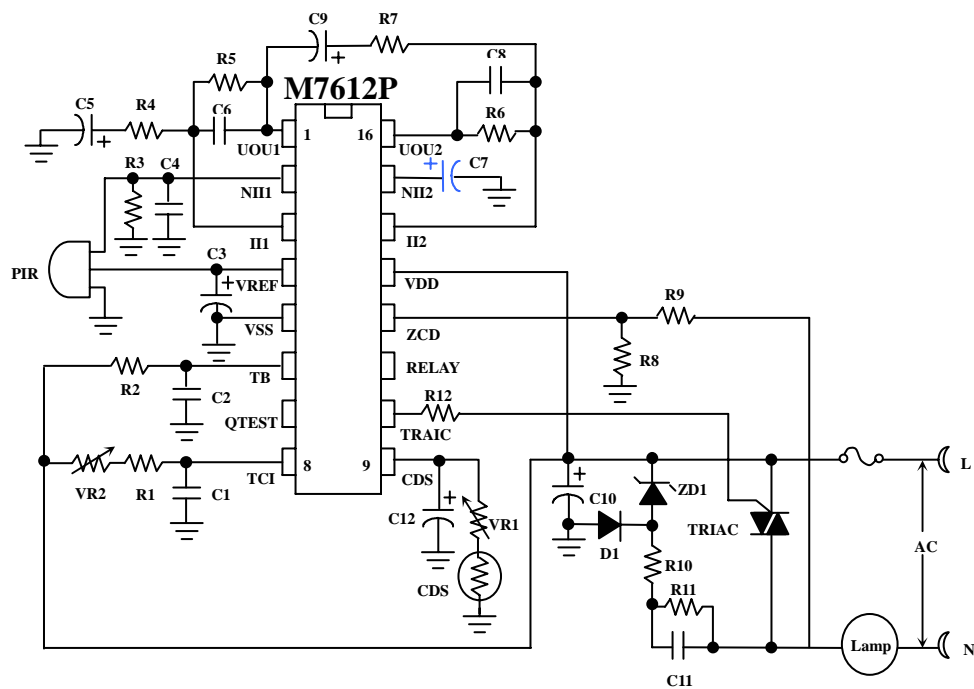 C9
R7
R5
C8
M7612P
C5
R4
C6
R6
1
16
UOU1
UOU2
R3
C4
C7
NII1
NII2
II1
II2
C3
PIR
VREF
VDD
R9
VSS
ZCD
R8
TB
RELAY
R2
C2
R12
QTEST
TRAIC
8
9
TCI
CDS
L
VR2
R1
C1
C12
VR1
C10
ZD1
TRIAC
D1
AC
R10
CDS
R11
Lamp
N
C11